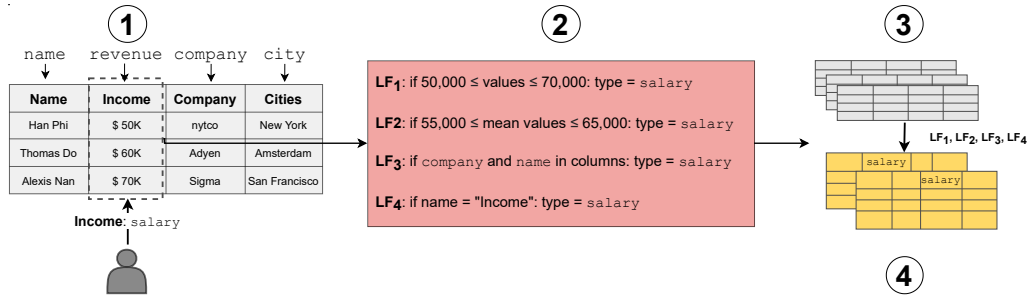 1
2
3
name revenue company city
Name Income Company Cities
Han Phi $ 50K nytco New York
Thomas Do $ 60K Adyen Amsterdam
Alexis Nan $ 70K Sigma San Francisco
Income: salary
LF1: if 50,000 ≤ values ≤ 70,000: type = salary
LF2: if 55,000 ≤ mean values ≤ 65,000: type = salary
LF3: if company and name in columns: type = salary
LF4: if name = "Income": type = salary
LF1, LF2, LF3, LF4
salary
salary
4